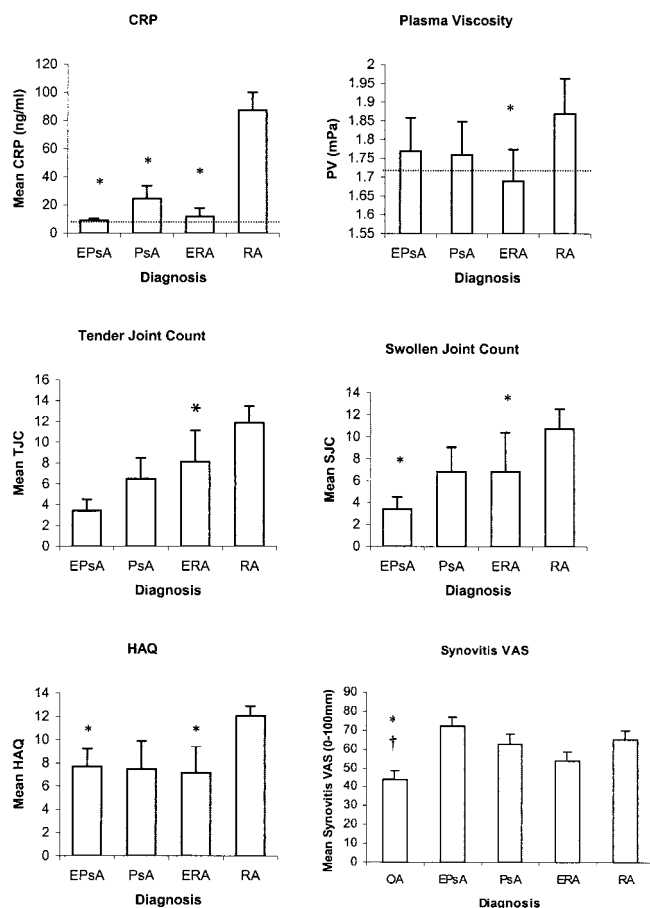 CRP
Mean CRP (ng/ml)
120
100
80
60
40
20
0
*
*
*
EPsA PsA ERA RA
Diagnosis
Plasma Viscosity
PV (mPa)
2
1.95
1.9
1.85
1.8
1.75
1.7
1.65
1.6
1.55
*
EPsA PsA ERA RA
Diagnosis
Tender Joint Count
Mean TJC
16
14
12
10
8
6
4
2
0
*
EPsA PsA ERA RA
Diagnosis
Swollen Joint Count
Mean SJC
14
12
10
8
6
4
2
0
*
*
EPsA PsA ERA RA
Diagnosis
HAQ
Mean HAQ
14
12
10
8
6
4
2
0
*
*
EPsA PsA ERA RA
Diagnosis
Synovitis VAS
Mean Synovitis VAS (0-100mm)
90
80
70
60
50
40
30
20
10
0
*
†
OA EPsA PsA ERA RA
Diagnosis